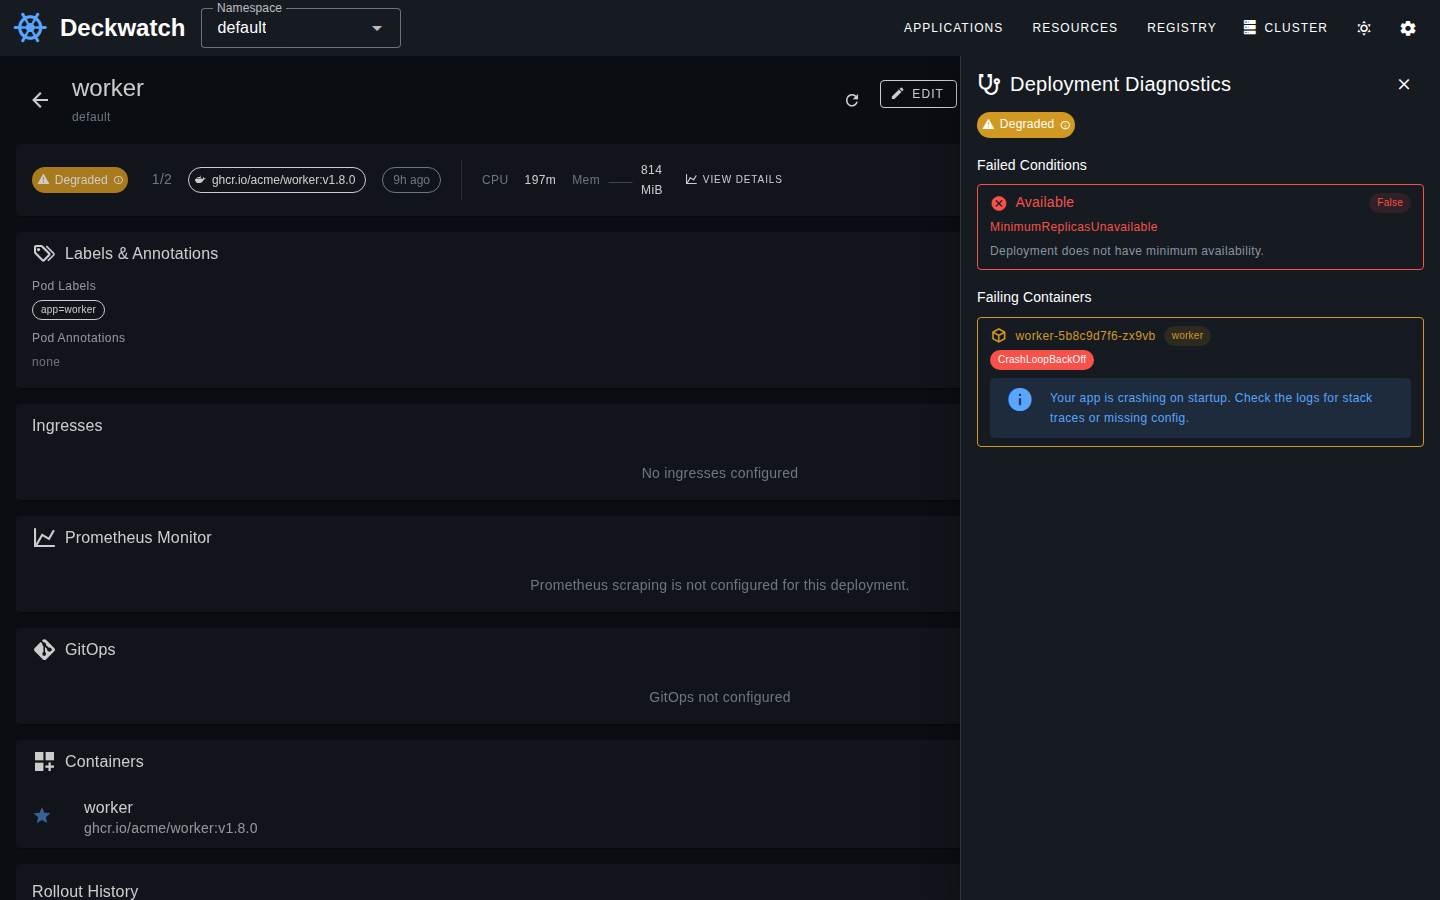 Deckwatch
Namespace
default
APPLICATIONS
RESOURCES
REGISTRY
CLUSTER
worker
default
EDIT
Degraded
1/2
ghcr.io/acme/worker:v1.8.0
9h ago
CPU
197m
Mem
814
MiB
VIEW DETAILS
Labels & Annotations
Pod Labels
app=worker
Pod Annotations
none
Ingresses
No ingresses configured
Prometheus Monitor
Prometheus scraping is not configured for this deployment.
GitOps
GitOps not configured
Containers
worker
ghcr.io/acme/worker:v1.8.0
Rollout History
Deployment Diagnostics
Degraded
Failed Conditions
Available
False
MinimumReplicasUnavailable
Deployment does not have minimum availability.
Failing Containers
worker-5b8c9d7f6-zx9vb
worker
CrashLoopBackOff
Your app is crashing on startup. Check the logs for stack
traces or missing config.